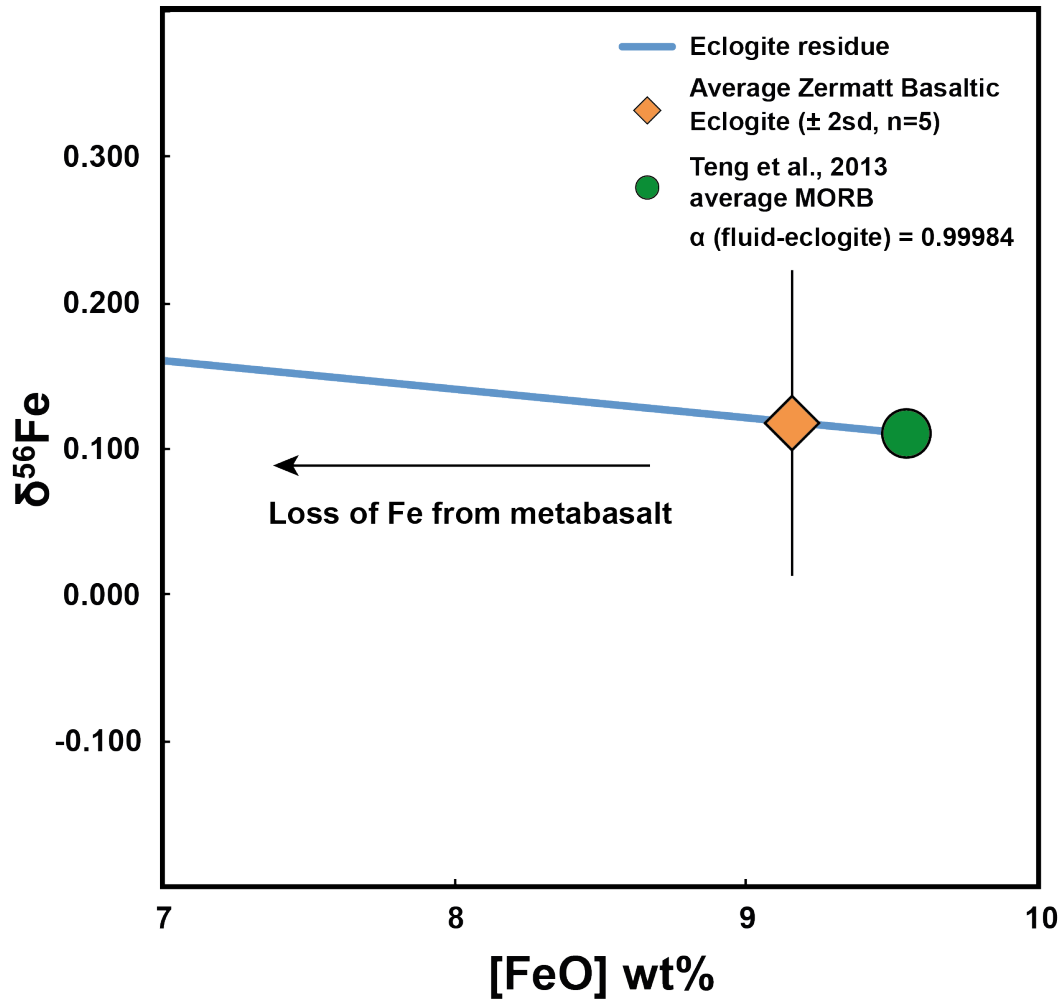 Eclogite residue
Average Zermatt Basaltic
Eclogite (± 2sd, n=5)
Teng et al., 2013
average MORB
α (fluid-eclogite) = 0.99984
0.300
0.200
0.100
0.000
-0.100
δ⁵⁶Fe
Loss of Fe from metabasalt
7
8
9
10
[FeO] wt%